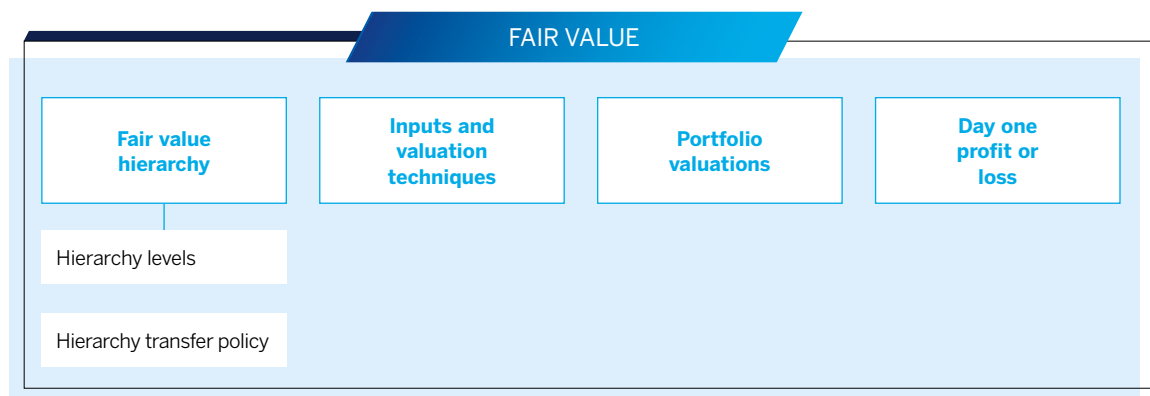 FAIR VALUE
Fair value
hierarchy
Inputs and
valuation
techniques
Portfolio
valuations
Day one
profit or
loss
Hierarchy levels
Hierarchy transfer policy